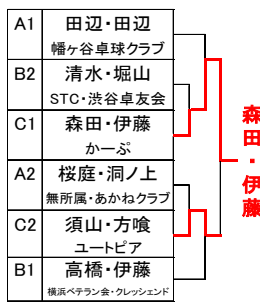 A1
田辺・田辺
幡ヶ谷卓球クラブ
B2
清水・堀山
STC・渋谷卓友会
C1
森田・伊藤
かーぷ
A2
桜庭・洞ノ上
無所属・あかねクラブ
C2
須山・方喰
ユートピア
B1
高橋・伊藤
横浜ベテラン会・クレッシェンド
森田・伊藤